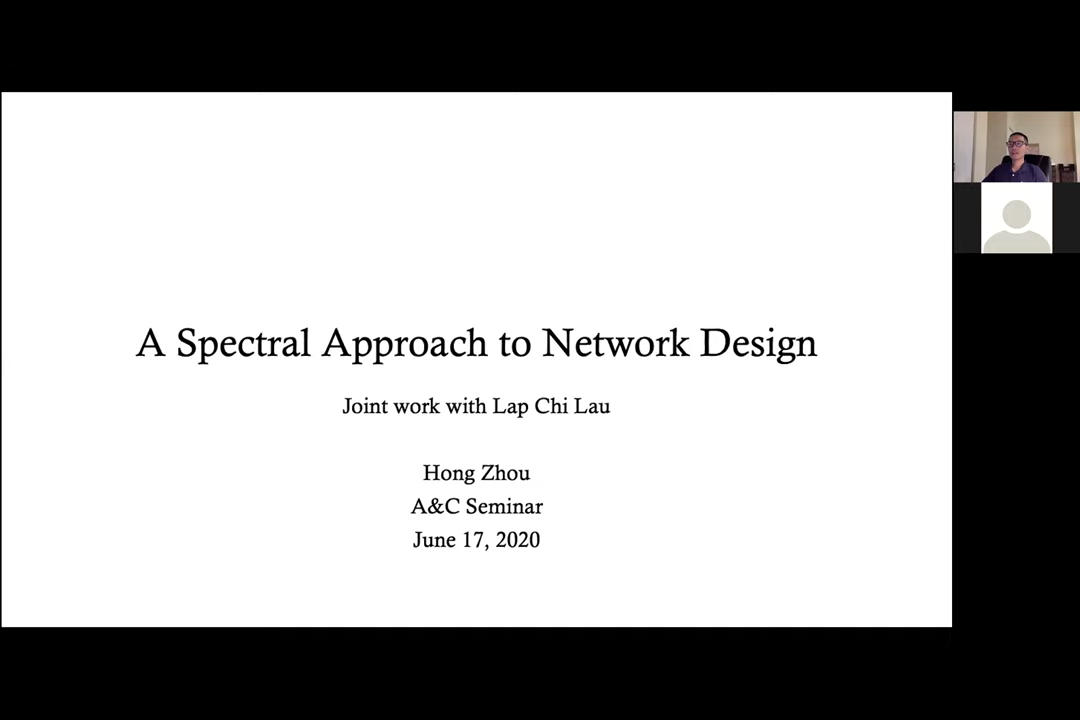 A Spectral Approach to Network Design
Joint work with Lap Chi Lau
Hong Zhou
A&C Seminar
June 17, 2020